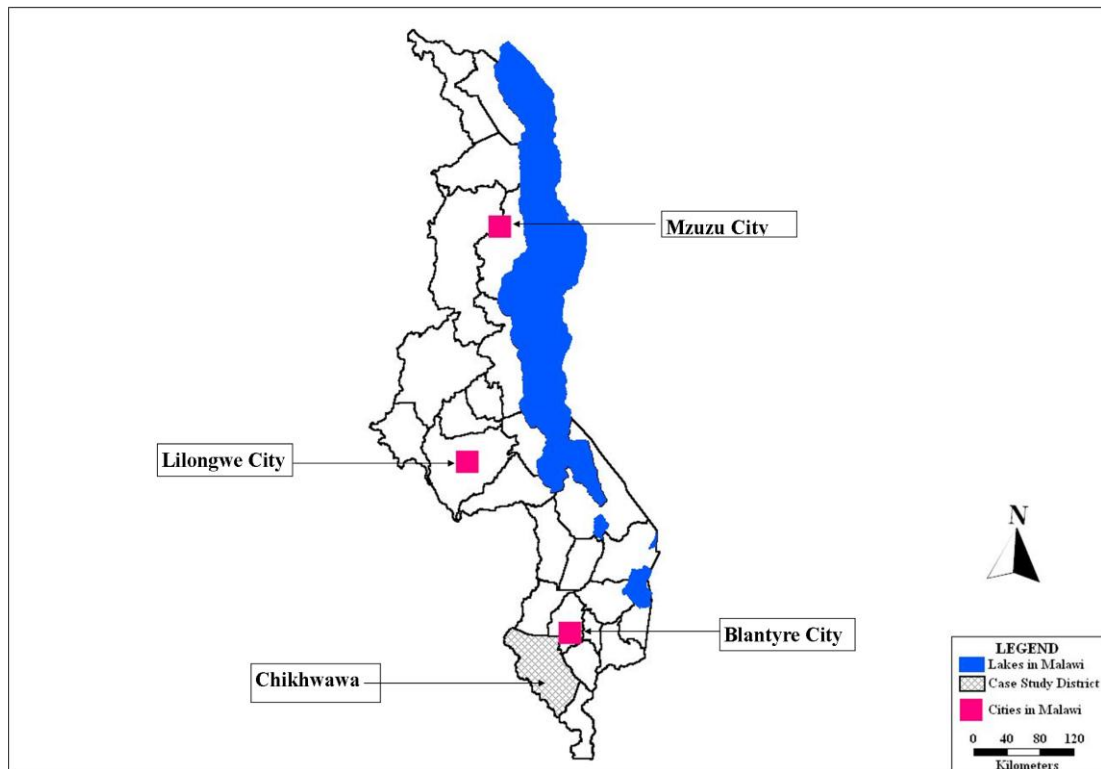 Mzuzu City
Lilongwe City
N
Blantyre City
Chikhwawa
LEGEND
Lakes in Malawi
Case Study District
Cities in Malawi
0 40 80 120
Kilometers